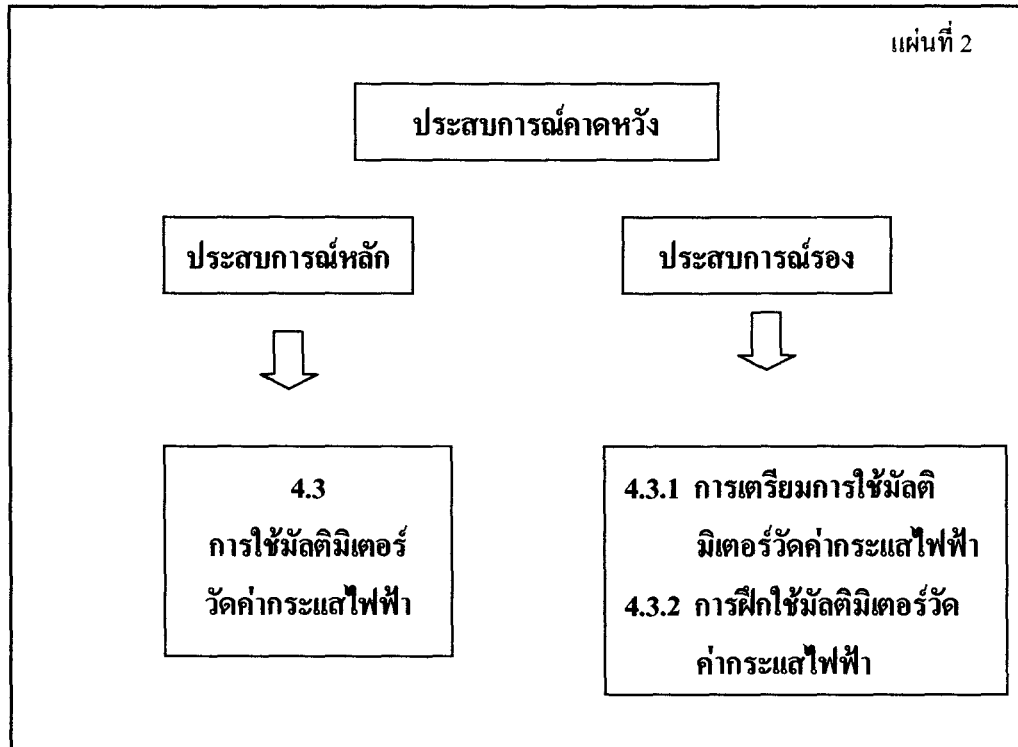 แผ่นที่ 2
ประสบการณ์คาดหวัง
ประสบการณ์หลัก
ประสบการณ์รอง
4.3
การใช้มัลติมิเตอร์
วัดค่ากระแสไฟฟ้า
4.3.1 การเตรียมการใช้มัลติ
มิเตอร์วัดค่ากระแสไฟฟ้า
4.3.2 การฝึกใช้มัลติมิเตอร์วัด
ค่ากระแสไฟฟ้า